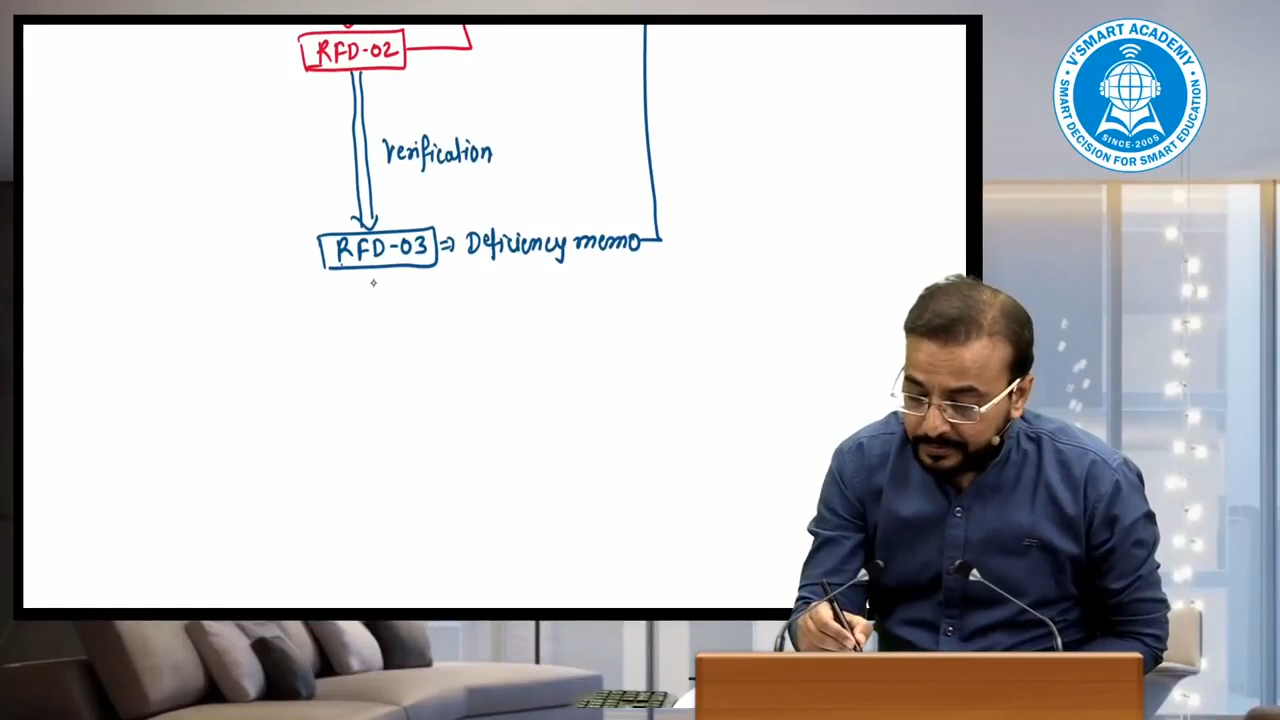 RFD-02
Verification
RFD-03 ⇒ Deficiency memo
V'SMART ACADEMY
SINCE-2005
SMART DECISION FOR SMART EDUCATION